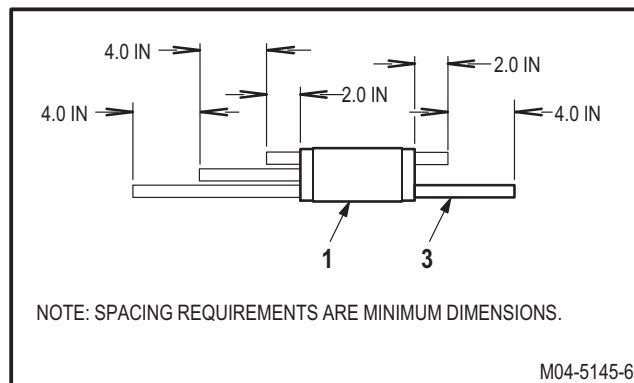 4.0 IN
2.0 IN
4.0 IN
2.0 IN
4.0 IN
1
3
NOTE: SPACING REQUIREMENTS ARE MINIMUM DIMENSIONS.
M04-5145-6